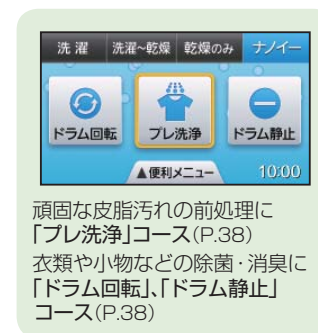 洗濯 洗濯~乾燥 乾燥のみ ナノイー
ドラム回転 プレ洗浄 ドラム静止
▲便利メニュー 10:00
頑固な皮脂汚れの前処理に
「プレ洗浄」コース(P.38)
衣類や小物などの除菌・消臭に
「ドラム回転」、「ドラム静止」
コース(P.38)